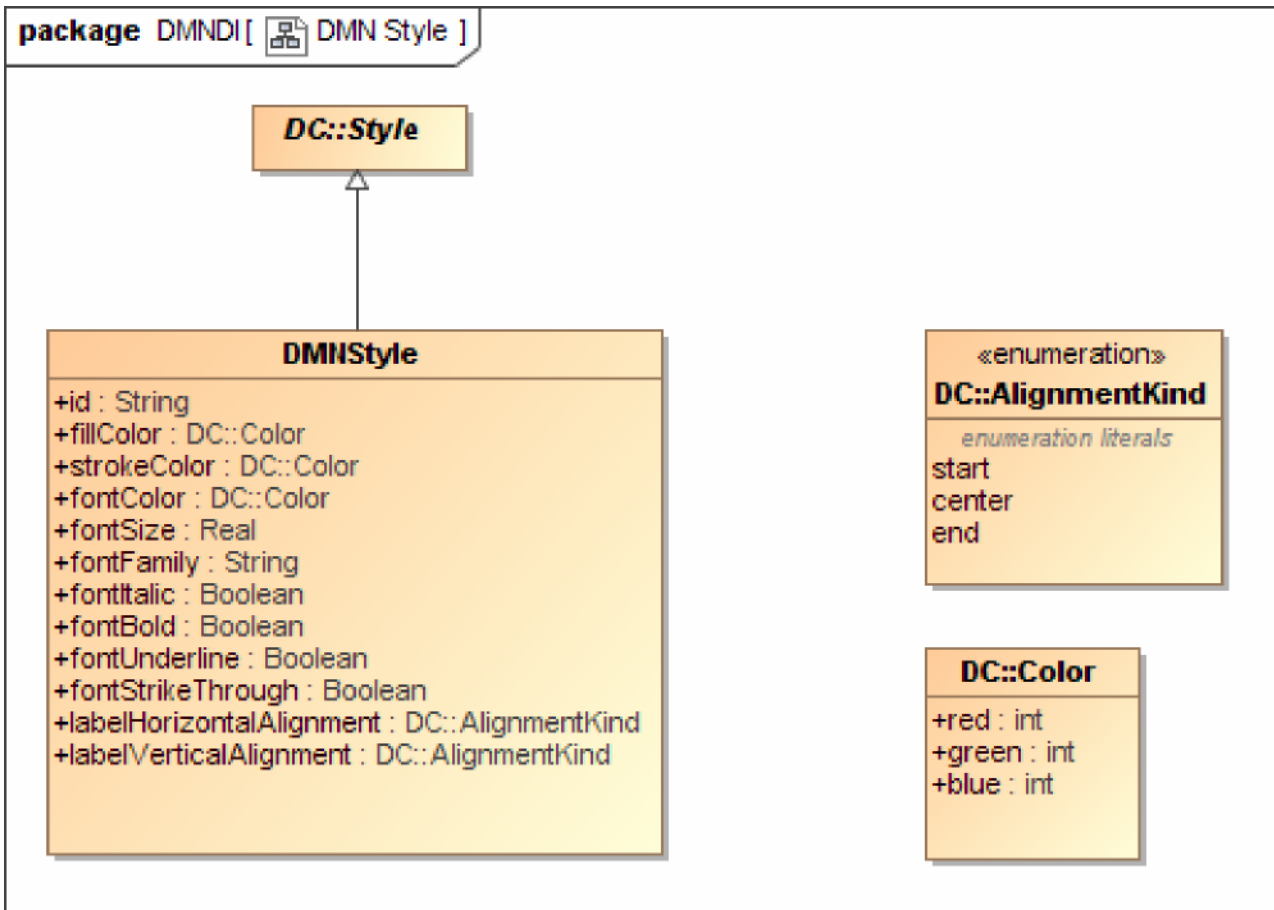 package DMNDI [ DMN Style ]
DC::Style
DMNStyle
+id : String
+fillColor : DC::Color
+strokeColor : DC::Color
+fontColor : DC::Color
+fontSize : Real
+fontFamily : String
+fontItalic : Boolean
+fontBold : Boolean
+fontUnderline : Boolean
+fontStrikeThrough : Boolean
+labelHorizontalAlignment : DC::AlignmentKind
+labelVerticalAlignment : DC::AlignmentKind
«enumeration»
DC::AlignmentKind
enumeration literals
start
center
end
DC::Color
+red : int
+green : int
+blue : int